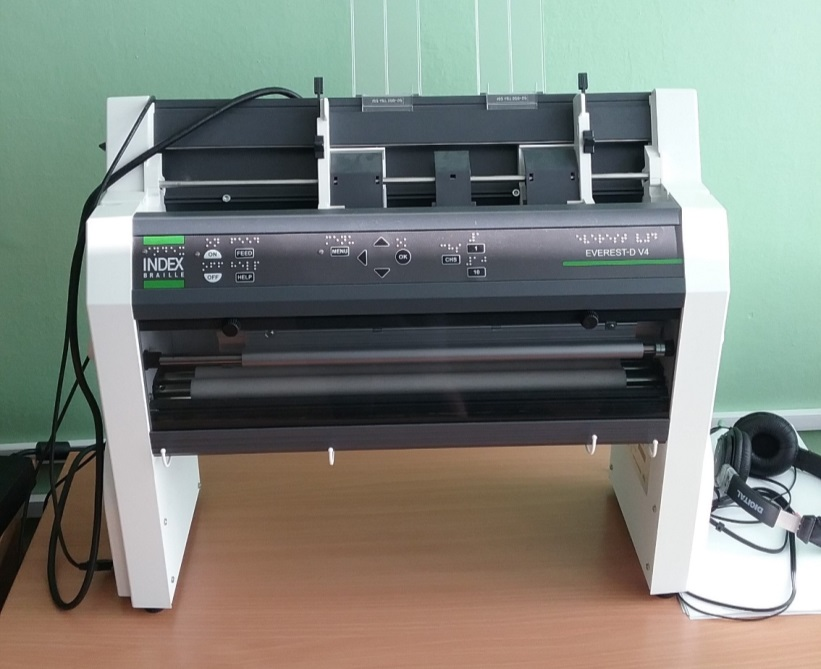 INDEX
BRAILLE
ON
OFF
FEED
HELP
MENU
OK
CHS
1
10
EVEREST-D V4
DIGITAL